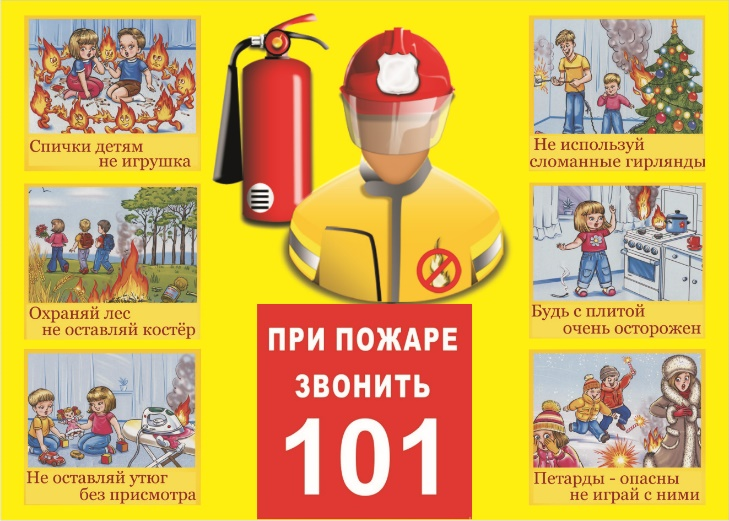 Спички детям
не игрушка
Охраняй лес
не оставляй костёр
Не оставляй утюг
без присмотра
ПРИ ПОЖАРЕ
ЗВОНИТЬ
101
Не используй
сломанные гирлянды
Будь с плитой
очень осторожен
Петарды - опасны
не играй с ними